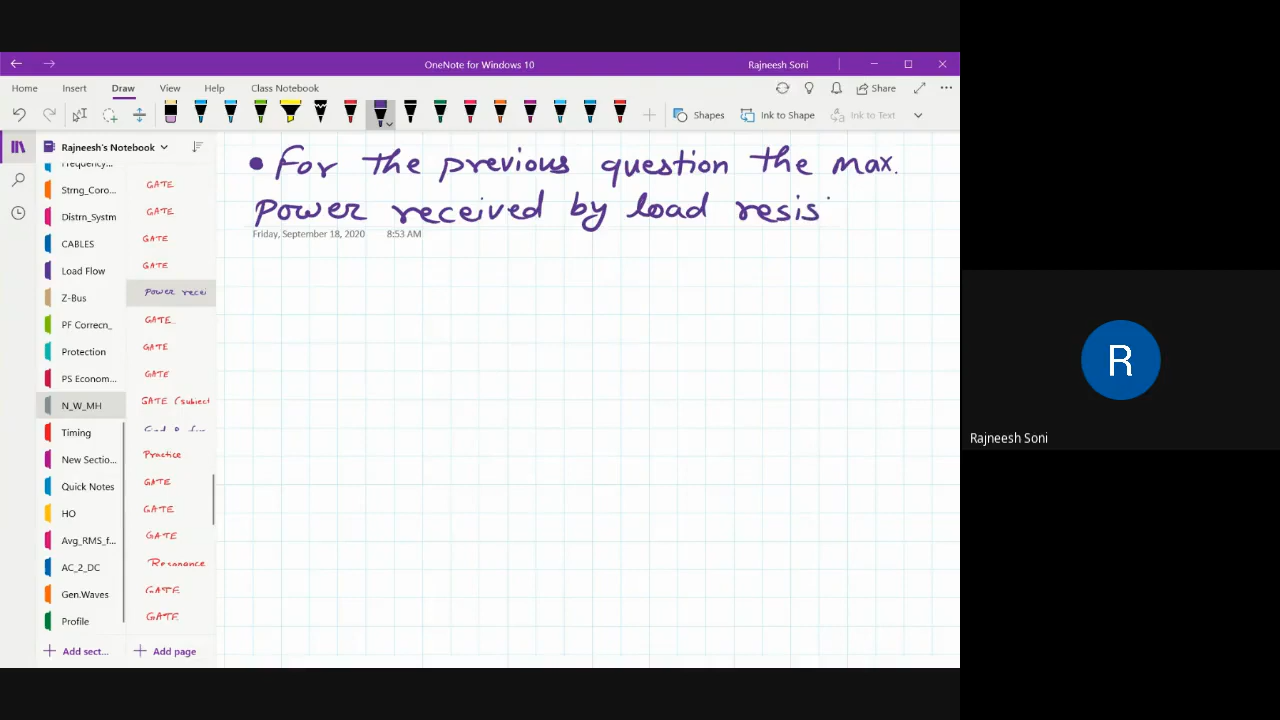 OneNote for Windows 10
Rajneesh Soni
Home
Insert
Draw
View
Help
Class Notebook
Share
Shapes
Ink to Shape
Ink to Text
Rajneesh's Notebook
Frequency...
Strng_Coro...
Distrn_Systm
CABLES
Load Flow
Z-Bus
PF Correcn_
Protection
PS Econom...
N_W_MH
Timing
New Sectio...
Quick Notes
HO
Avg_RMS_f...
AC_2_DC
Gen.Waves
Profile
Add sect...
GATE
GATE
GATE
GATE
Power recei
GATE
GATE
GATE
GATE (subject
Practice
GATE
GATE
GATE
Resonance
GATE
GATE
Add page
• For the previous question the max.
Power received by load resis
Friday, September 18, 2020 8:53 AM
R
Rajneesh Soni